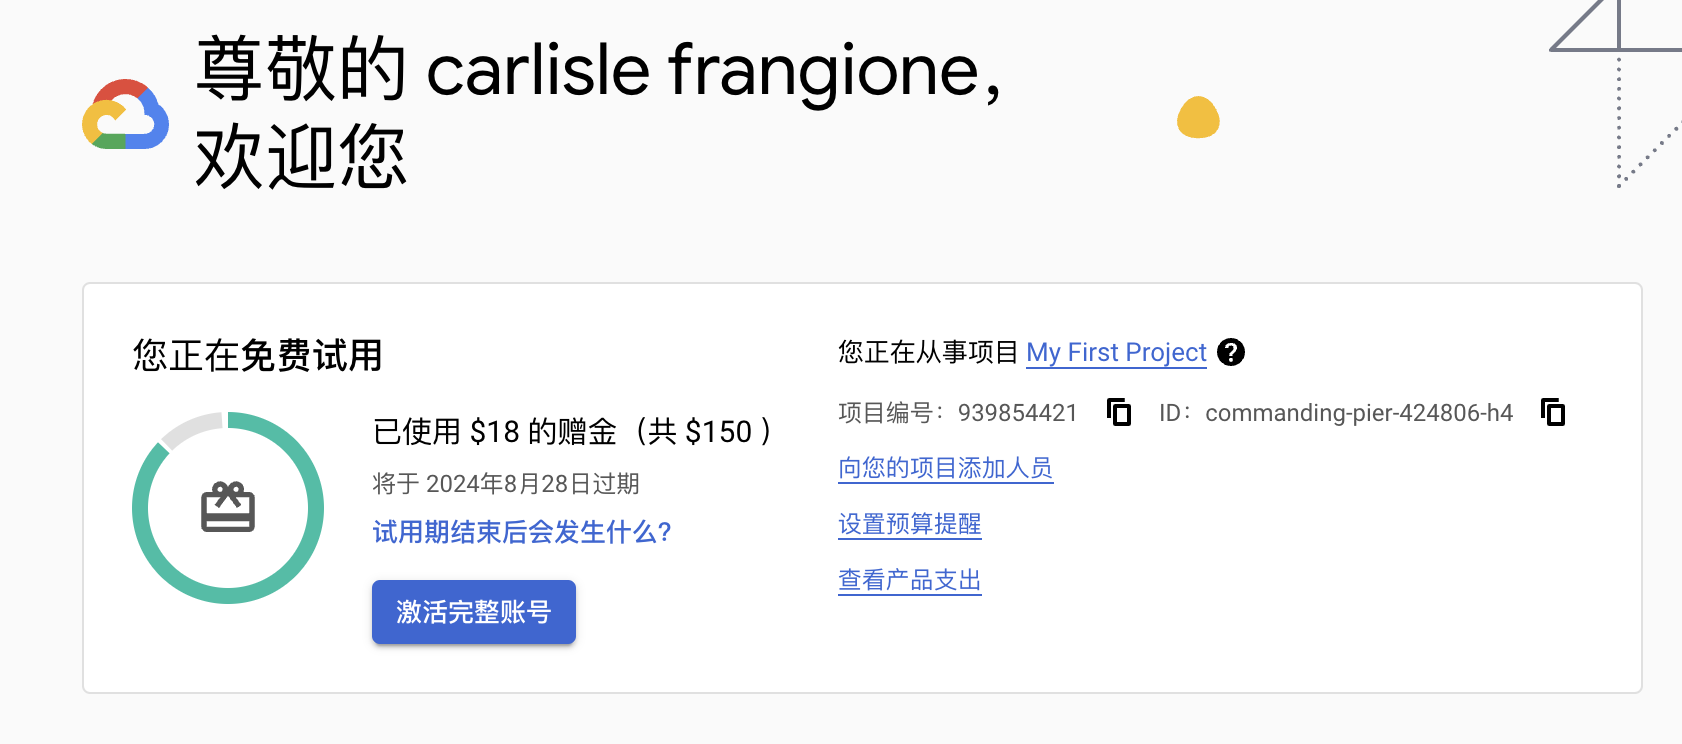 尊敬的 carlisle frangione，
欢迎您
您正在免费试用
已使用 $18 的赠金（共 $150 ）
将于 2024年8月28日过期
试用期结束后会发生什么?
激活完整账号
您正在从事项目 My First Project
项目编号：939854421 ID：commanding-pier-424806-h4
向您的项目添加人员
设置预算提醒
查看产品支出